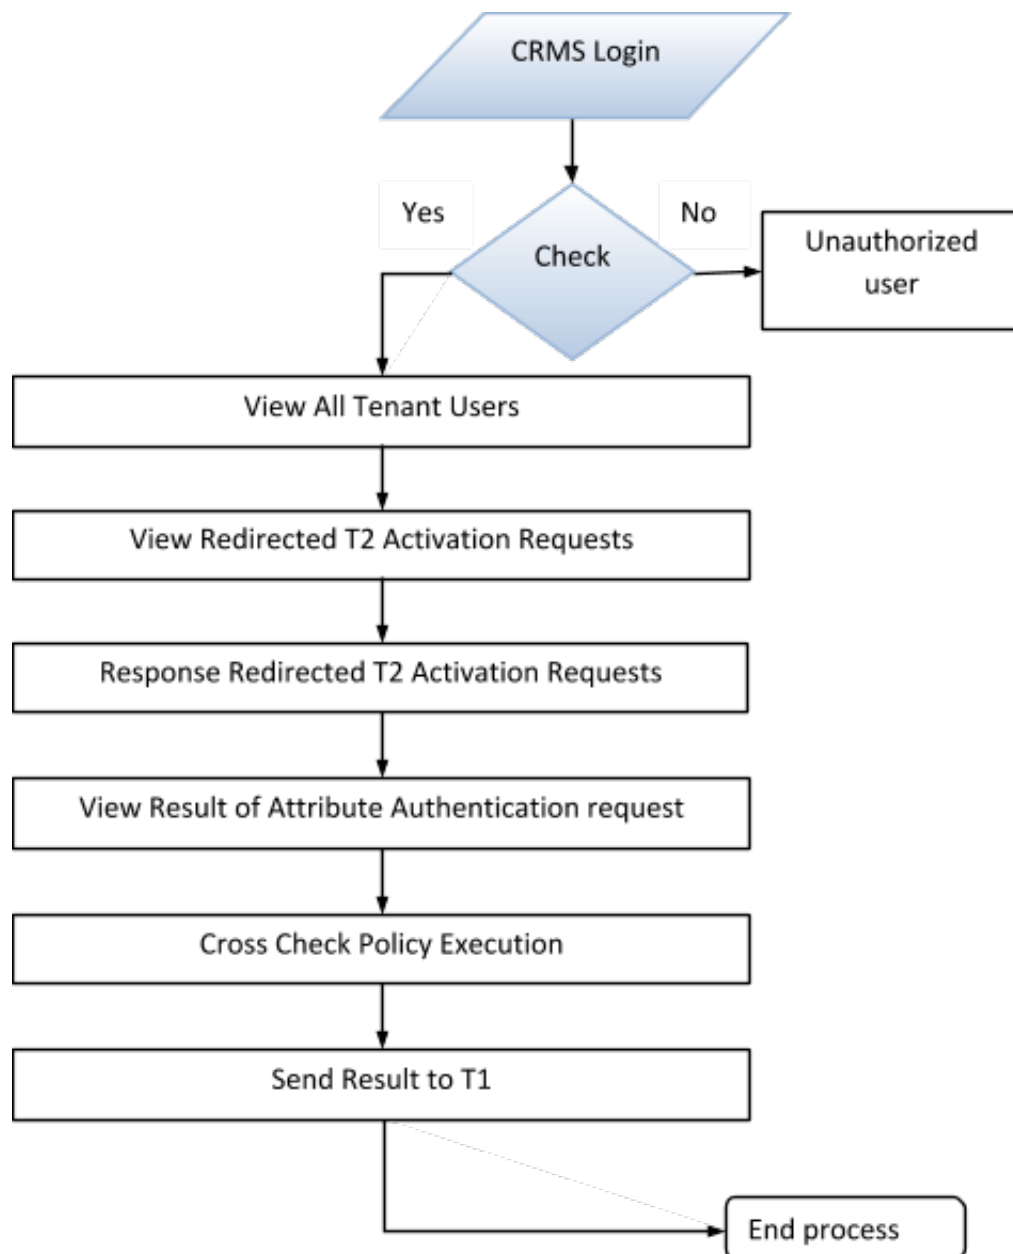 CRMS Login
Yes
No
Check
Unauthorized
user
View All Tenant Users
View Redirected T2 Activation Requests
Response Redirected T2 Activation Requests
View Result of Attribute Authentication request
Cross Check Policy Execution
Send Result to T1
End process